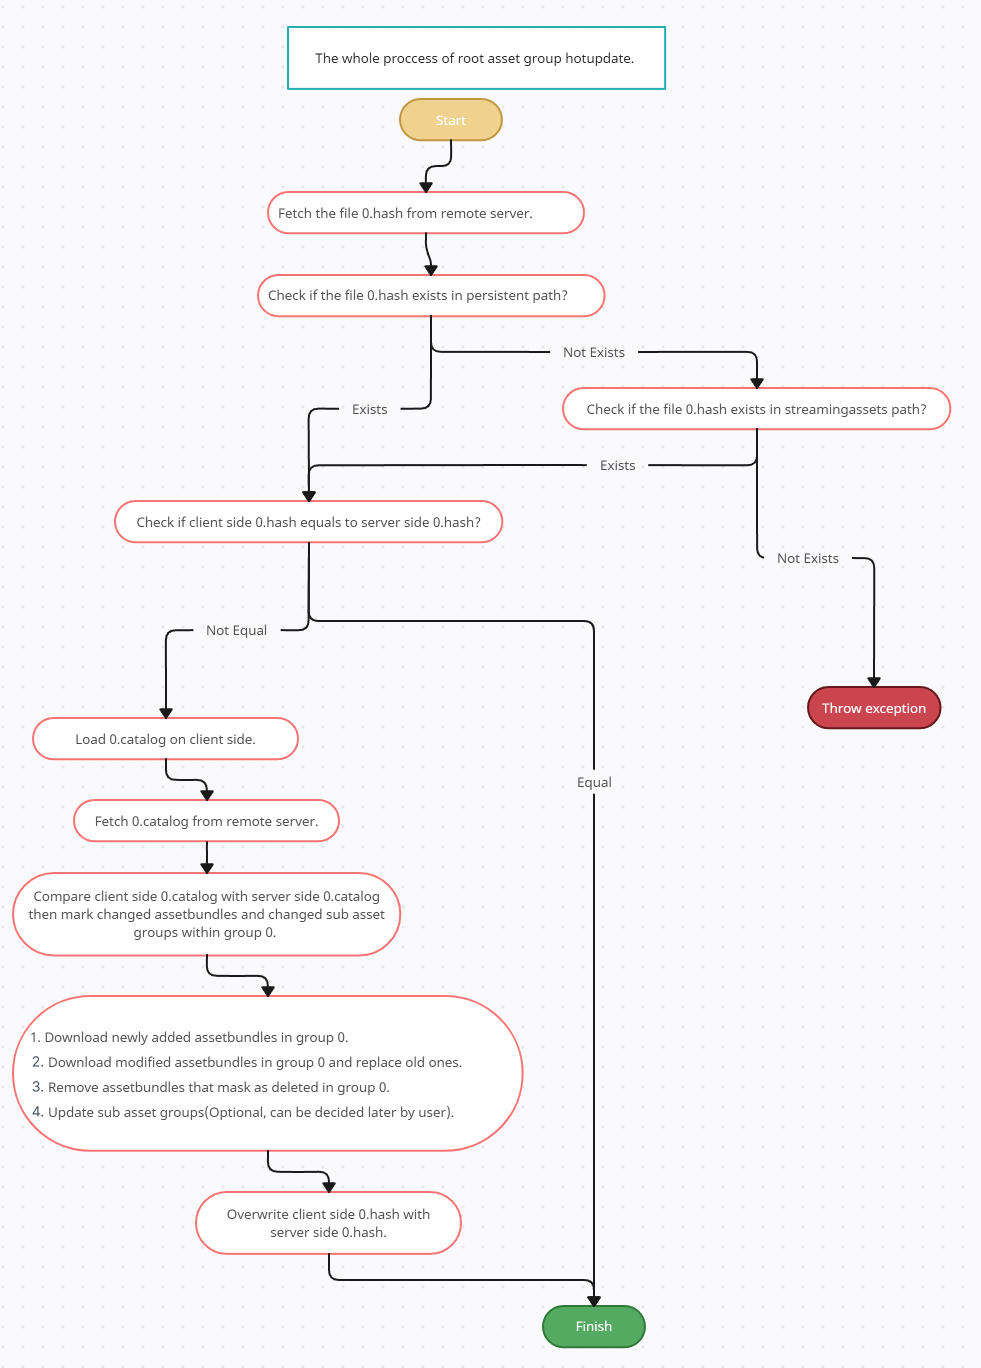 The whole proccess of root asset group hotupdate.
Start
Fetch the file 0.hash from remote server.
Check if the file 0.hash exists in persistent path?
Not Exists
Exists
Check if the file 0.hash exists in streamingassets path?
Exists
Check if client side 0.hash equals to server side 0.hash?
Not Exists
Not Equal
Throw exception
Load 0.catalog on client side.
Equal
Fetch 0.catalog from remote server.
Compare client side 0.catalog with server side 0.catalog
then mark changed assetbundles and changed sub asset
groups within group 0.
1. Download newly added assetbundles in group 0.
2. Download modified assetbundles in group 0 and replace old ones.
3. Remove assetbundles that mask as deleted in group 0.
4. Update sub asset groups(Optional, can be decided later by user).
Overwrite client side 0.hash with
server side 0.hash.
Finish